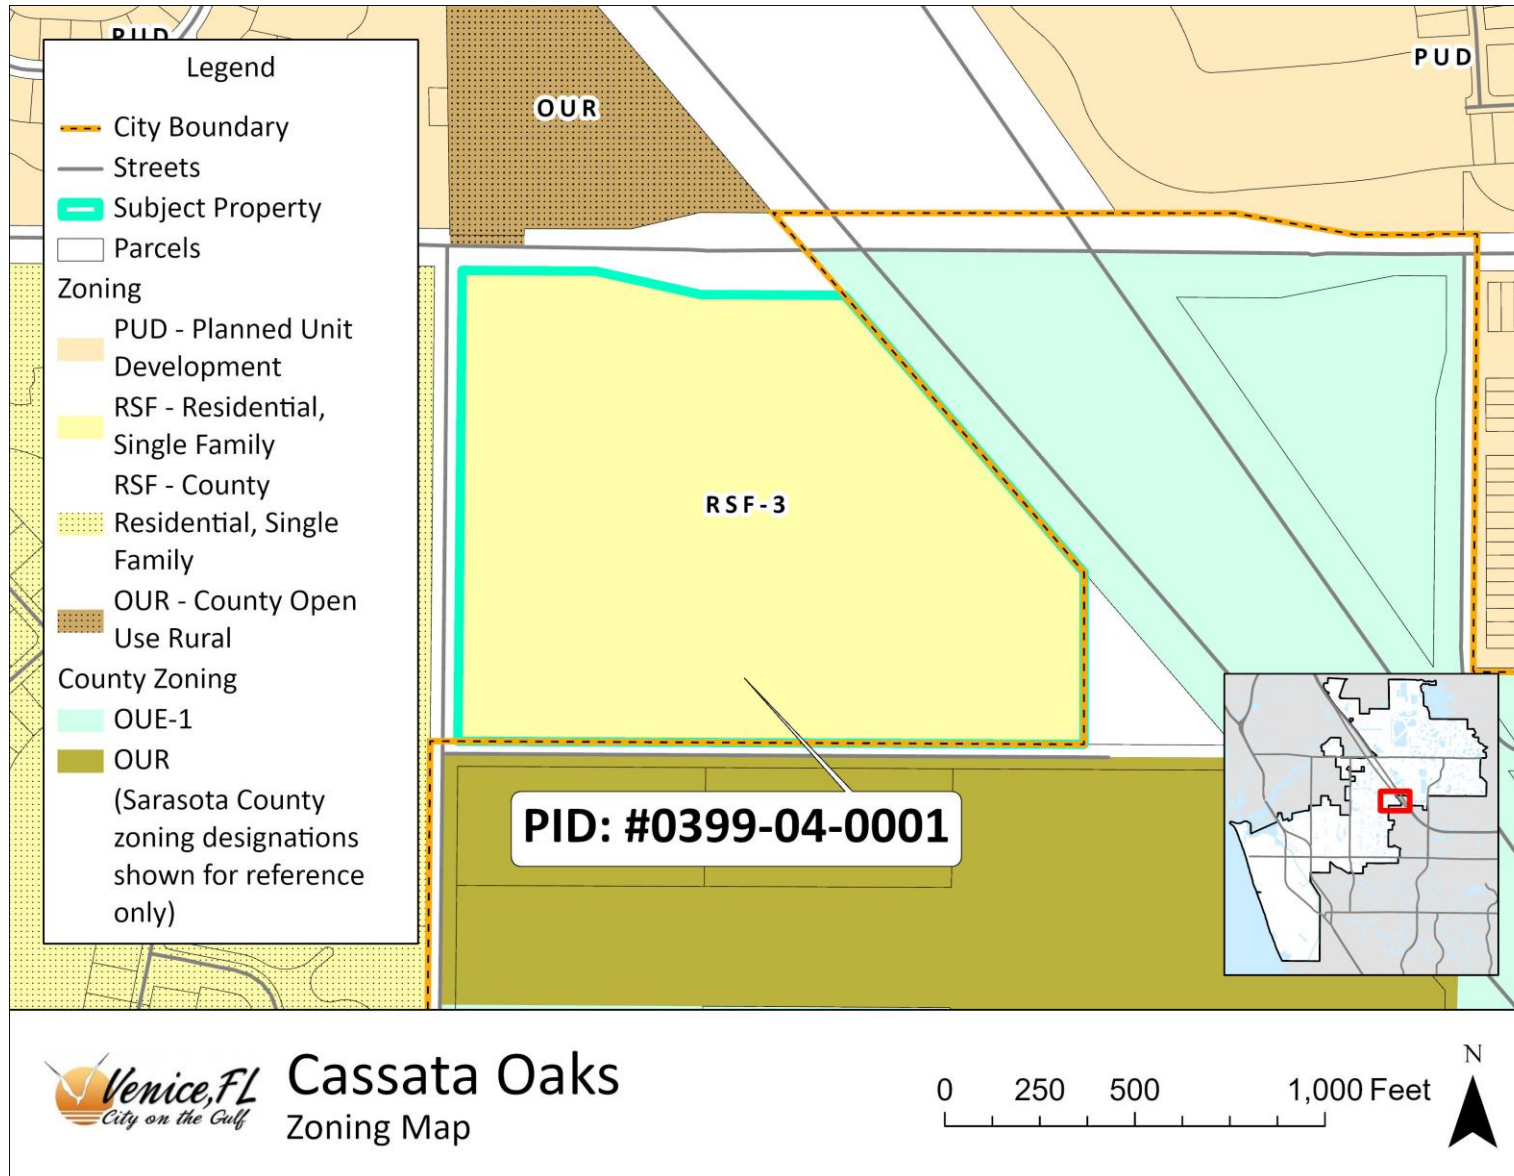 PUD
Legend
City Boundary
Streets
Subject Property
Parcels
Zoning
PUD - Planned Unit
Development
RSF - Residential,
Single Family
RSF - County
Residential, Single
Family
OUR - County Open
Use Rural
County Zoning
OUE-1
OUR
(Sarasota County
zoning designations
shown for reference
only)
OUR
PUD
RSF-3
PID: #0399-04-0001
Venice, FL
City on the Gulf
Cassata Oaks
Zoning Map
0 250 500 1,000 Feet
N